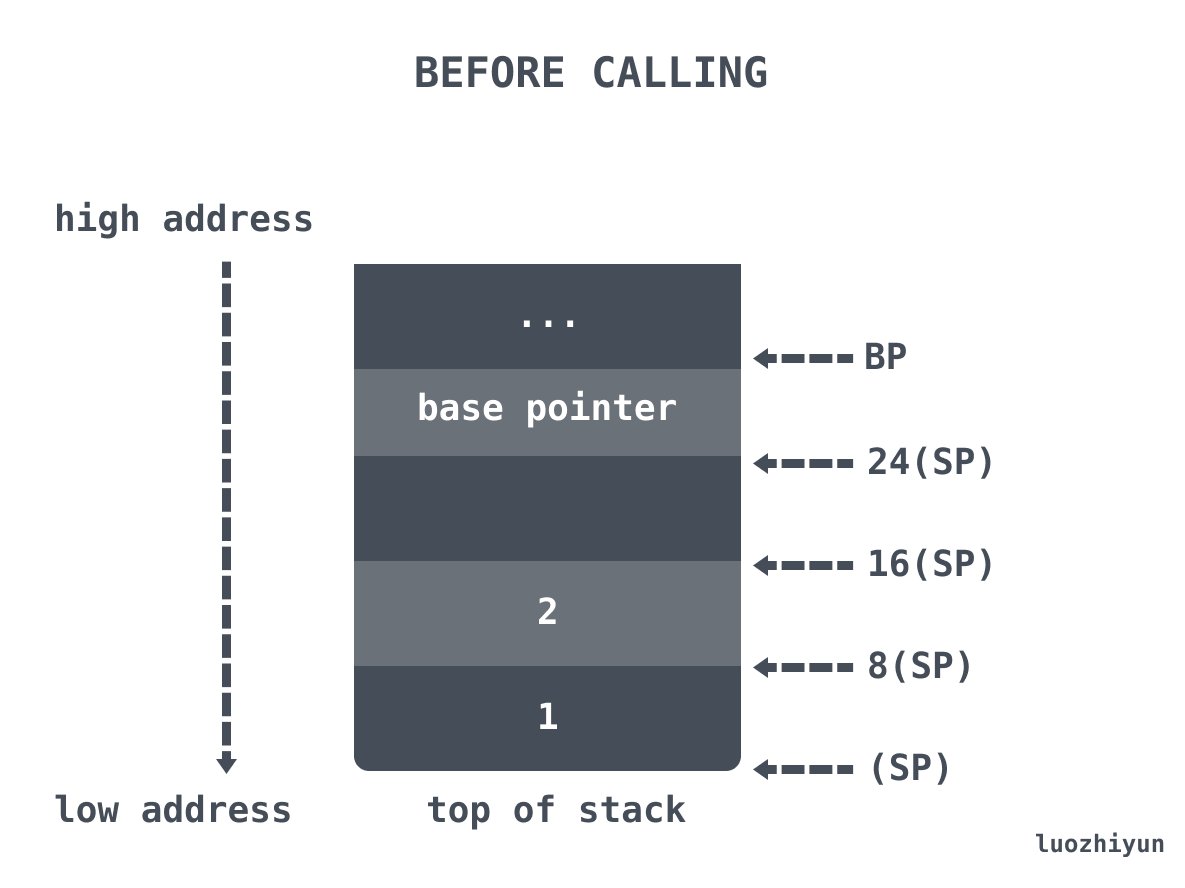 BEFORE CALLING
high address
...
BP
base pointer
24(SP)
16(SP)
2
8(SP)
1
(SP)
low address
top of stack
luozhiyun